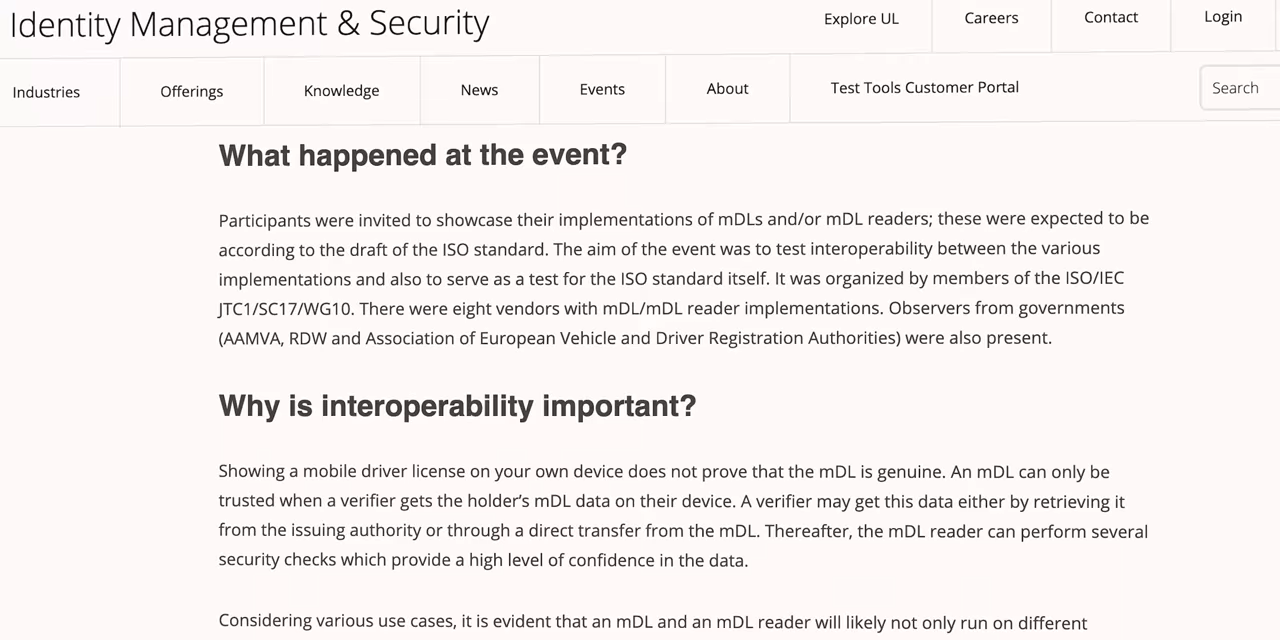 Identity Management & Security
Explore UL
Careers
Contact
Login
Industries
Offerings
Knowledge
News
Events
About
Test Tools Customer Portal
Search
What happened at the event?
Participants were invited to showcase their implementations of mDLs and/or mDL readers; these were expected to be
according to the draft of the ISO standard. The aim of the event was to test interoperability between the various
implementations and also to serve as a test for the ISO standard itself. It was organized by members of the ISO/IEC
JTC1/SC17/WG10. There were eight vendors with mDL/mDL reader implementations. Observers from governments
(AAMVA, RDW and Association of European Vehicle and Driver Registration Authorities) were also present.
Why is interoperability important?
Showing a mobile driver license on your own device does not prove that the mDL is genuine. An mDL can only be
trusted when a verifier gets the holder’s mDL data on their device. A verifier may get this data either by retrieving it
from the issuing authority or through a direct transfer from the mDL. Thereafter, the mDL reader can perform several
security checks which provide a high level of confidence in the data.
Considering various use cases, it is evident that an mDL and an mDL reader will likely not only run on different